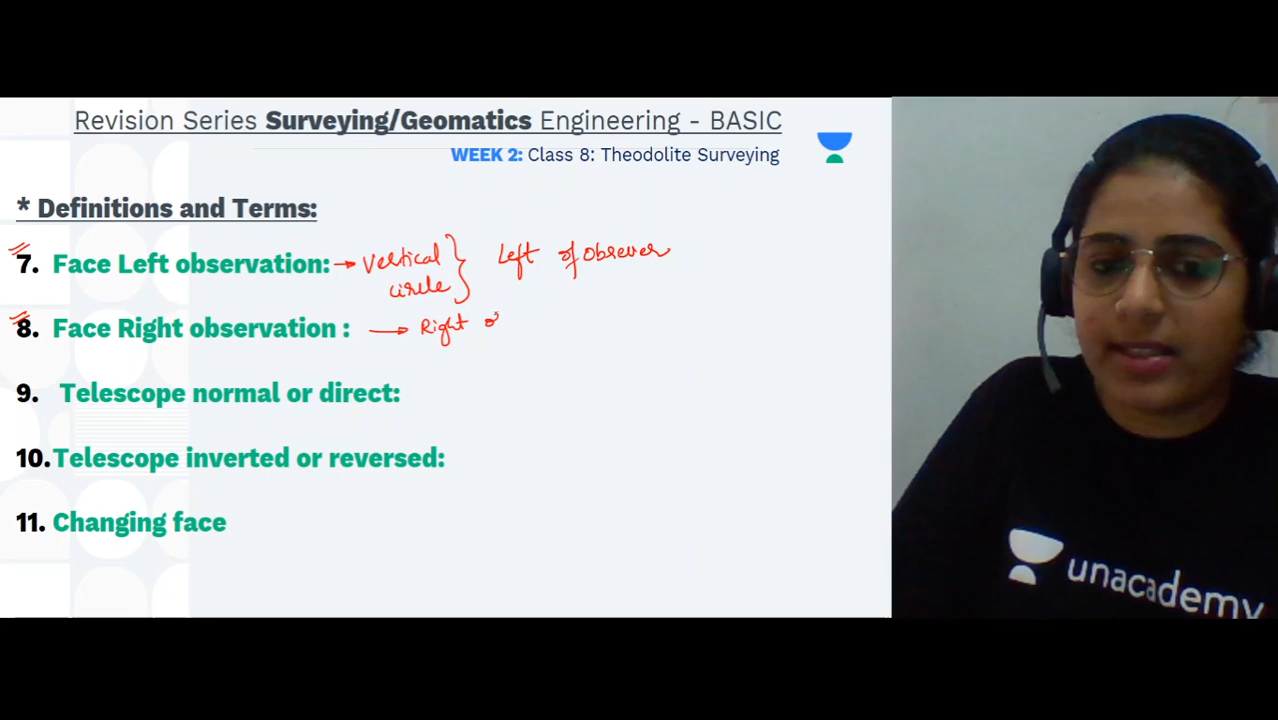 Revision Series Surveying/Geomatics Engineering - BASIC
WEEK 2: Class 8: Theodolite Surveying
* Definitions and Terms:
7. Face Left observation: → Vertical circle } Left of Obsrever
8. Face Right observation : → Right o
9. Telescope normal or direct:
10. Telescope inverted or reversed:
11. Changing face
unacademy